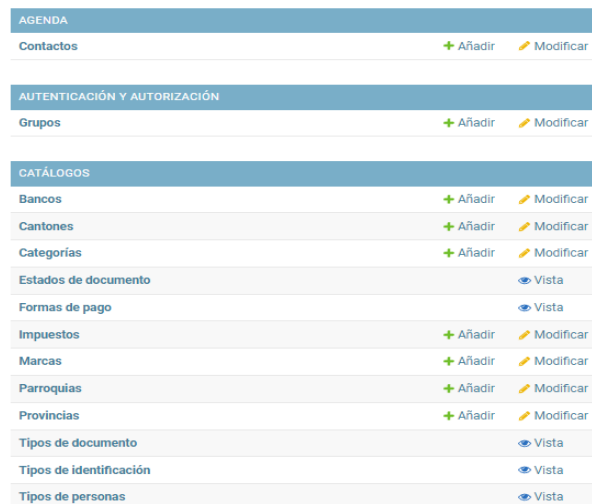 AGENDA
Contactos Añadir Modificar
AUTENTICACIÓN Y AUTORIZACIÓN
Grupos Añadir Modificar
CATÁLOGOS
Bancos Añadir Modificar
Cantones Añadir Modificar
Categorías Añadir Modificar
Estados de documento Vista
Formas de pago Vista
Impuestos Añadir Modificar
Marcas Añadir Modificar
Parroquias Añadir Modificar
Provincias Añadir Modificar
Tipos de documento Vista
Tipos de identificación Vista
Tipos de personas Vista